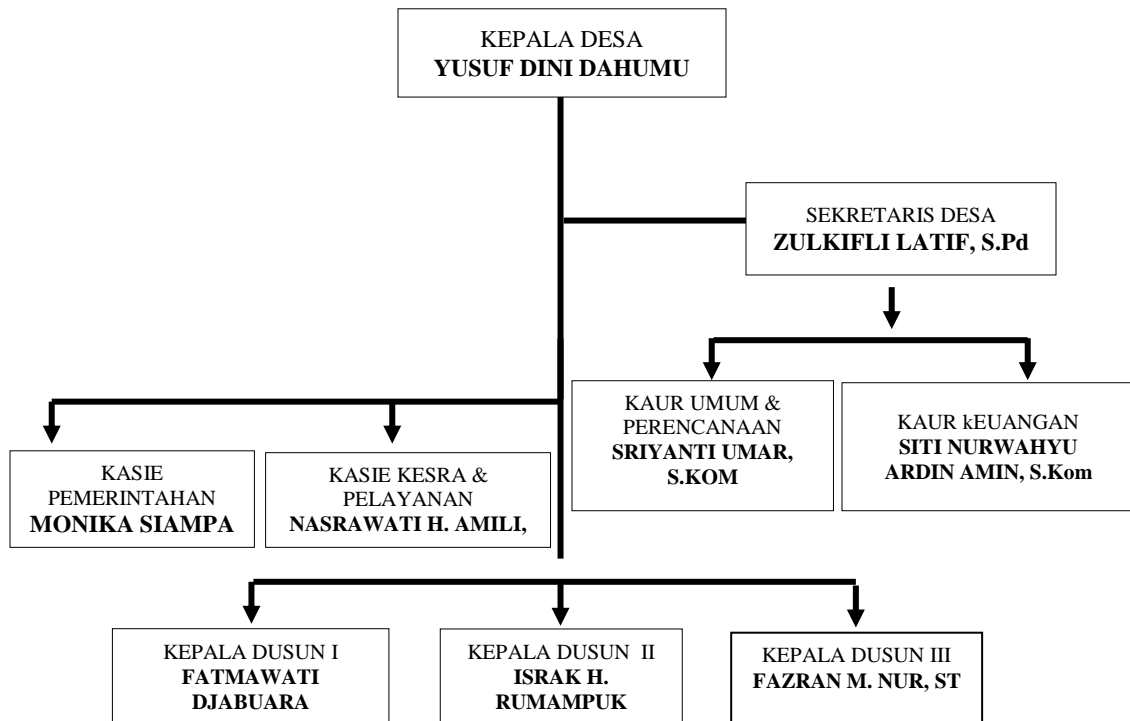 KEPALA DESA
YUSUF DINI DAHUMU
SEKRETARIS DESA
ZULKIFLI LATIF, S.Pd
KAUR UMUM &
PERENCANAAN
SRIYANTI UMAR,
S.KOM
KAUR kEUANGAN
SITI NURWAHYU
ARDIN AMIN, S.Kom
KASIE
PEMERINTAHAN
MONIKA SIAMPA
KASIE KESRA &
PELAYANAN
NASRAWATI H. AMILI,
KEPALA DUSUN I
FATMAWATI
DJABUARA
KEPALA DUSUN II
ISRAK H.
RUMAMPUK
KEPALA DUSUN III
FAZRAN M. NUR, ST